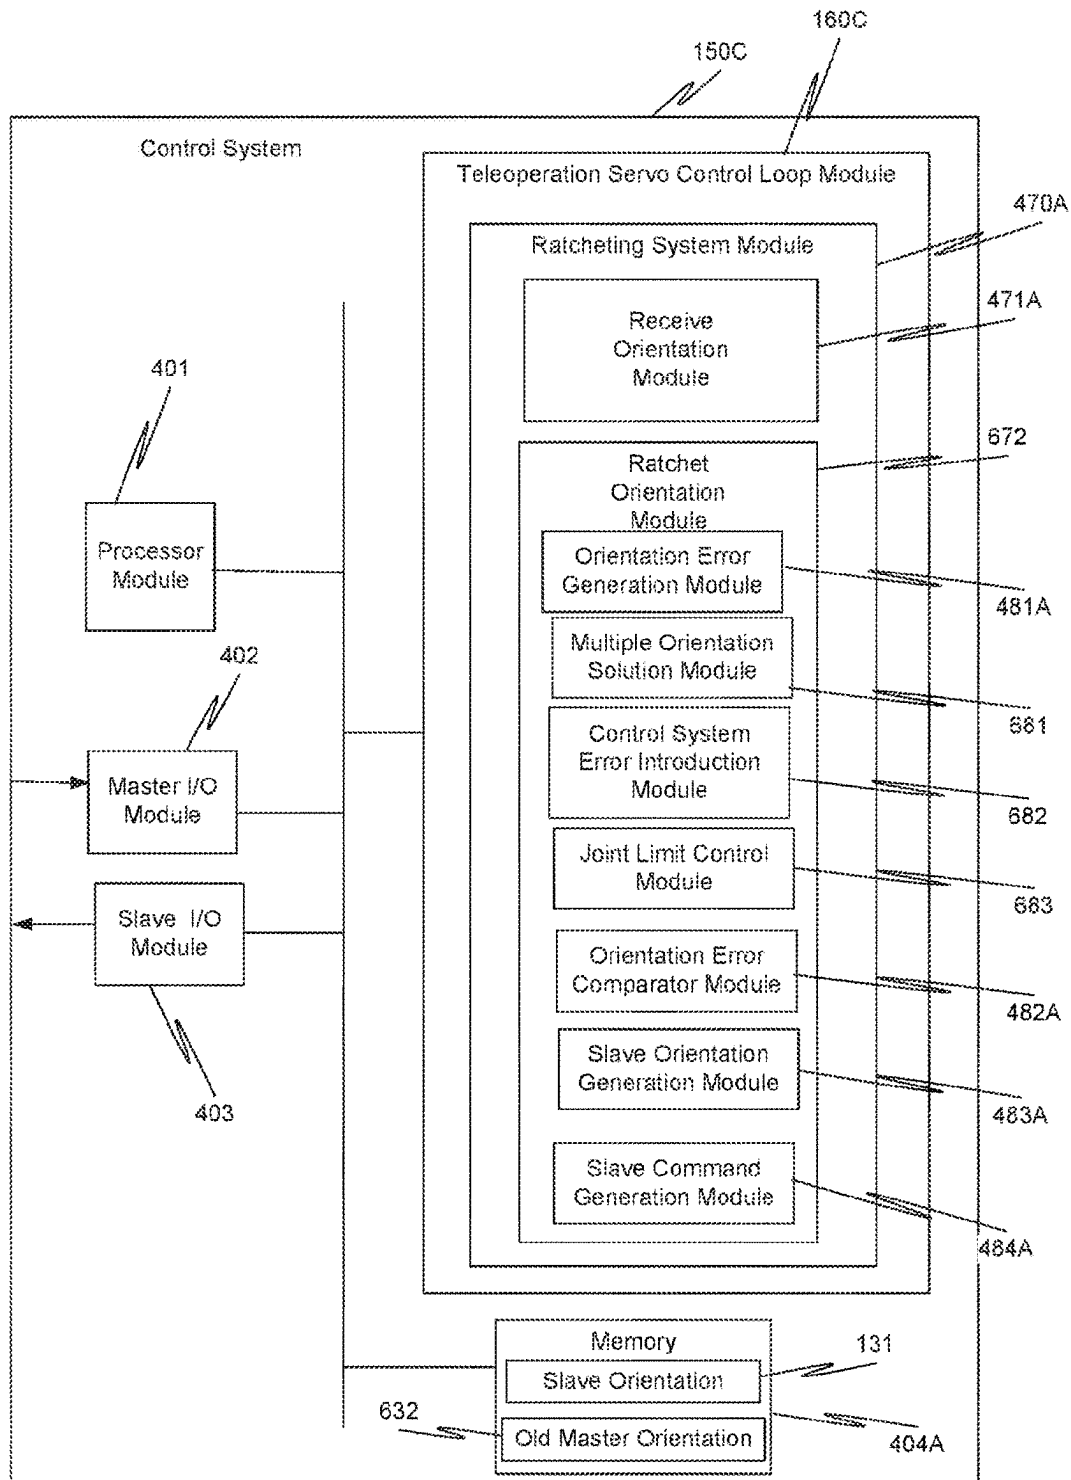 160C
150C
Control System
Teleoperation Servo Control Loop Module
470A
Ratcheting System Module
471A
Receive
Orientation
Module
401
672
Ratchet
Orientation
Module
Processor
Module
Orientation Error
Generation Module
481A
Multiple Orientation
Solution Module
402
681
Control System
Error Introduction
Module
Master I/O
Module
682
Joint Limit Control
Module
683
Slave I/O
Module
Orientation Error
Comparator Module
482A
Slave Orientation
Generation Module
403
483A
Slave Command
Generation Module
484A
Memory
131
Slave Orientation
632
Old Master Orientation
404A